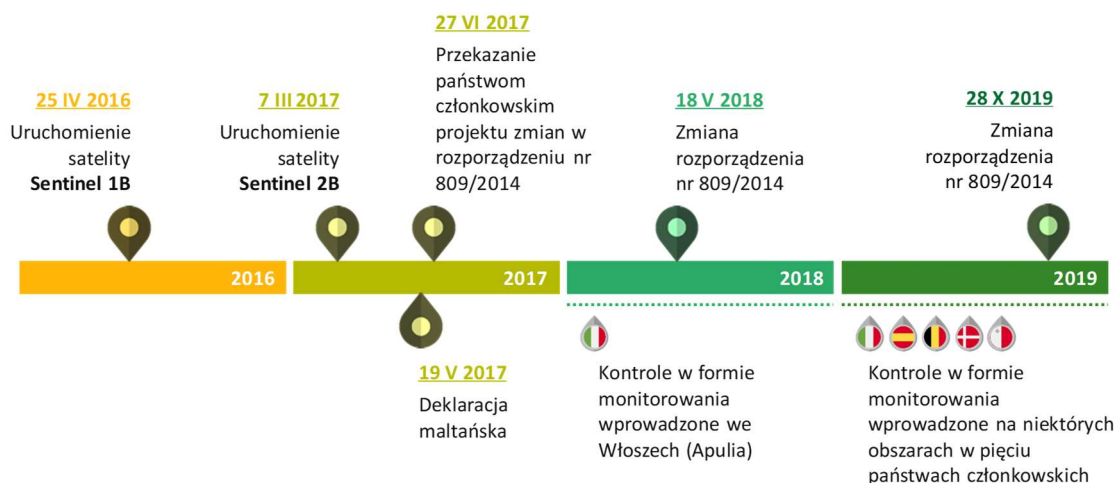 25 IV 2016
Uruchomienie
satelity
Sentinel 1B
7 III 2017
Uruchomienie
satelity
Sentinel 2B
27 VI 2017
Przekazanie
państwom
członkowskim
projektu zmian w
rozporządzeniu nr
809/2014
18 V 2018
Zmiana
rozporządzenia
nr 809/2014
28 X 2019
Zmiana
rozporządzenia
nr 809/2014
2016
2017
2018
2019
19 V 2017
Deklaracja
maltańska
Kontrole w formie
monitorowania
wprowadzone we
Włoszech (Apulia)
Kontrole w formie
monitorowania
wprowadzone na niektórych
obszarach w pięciu
państwach członkowskich